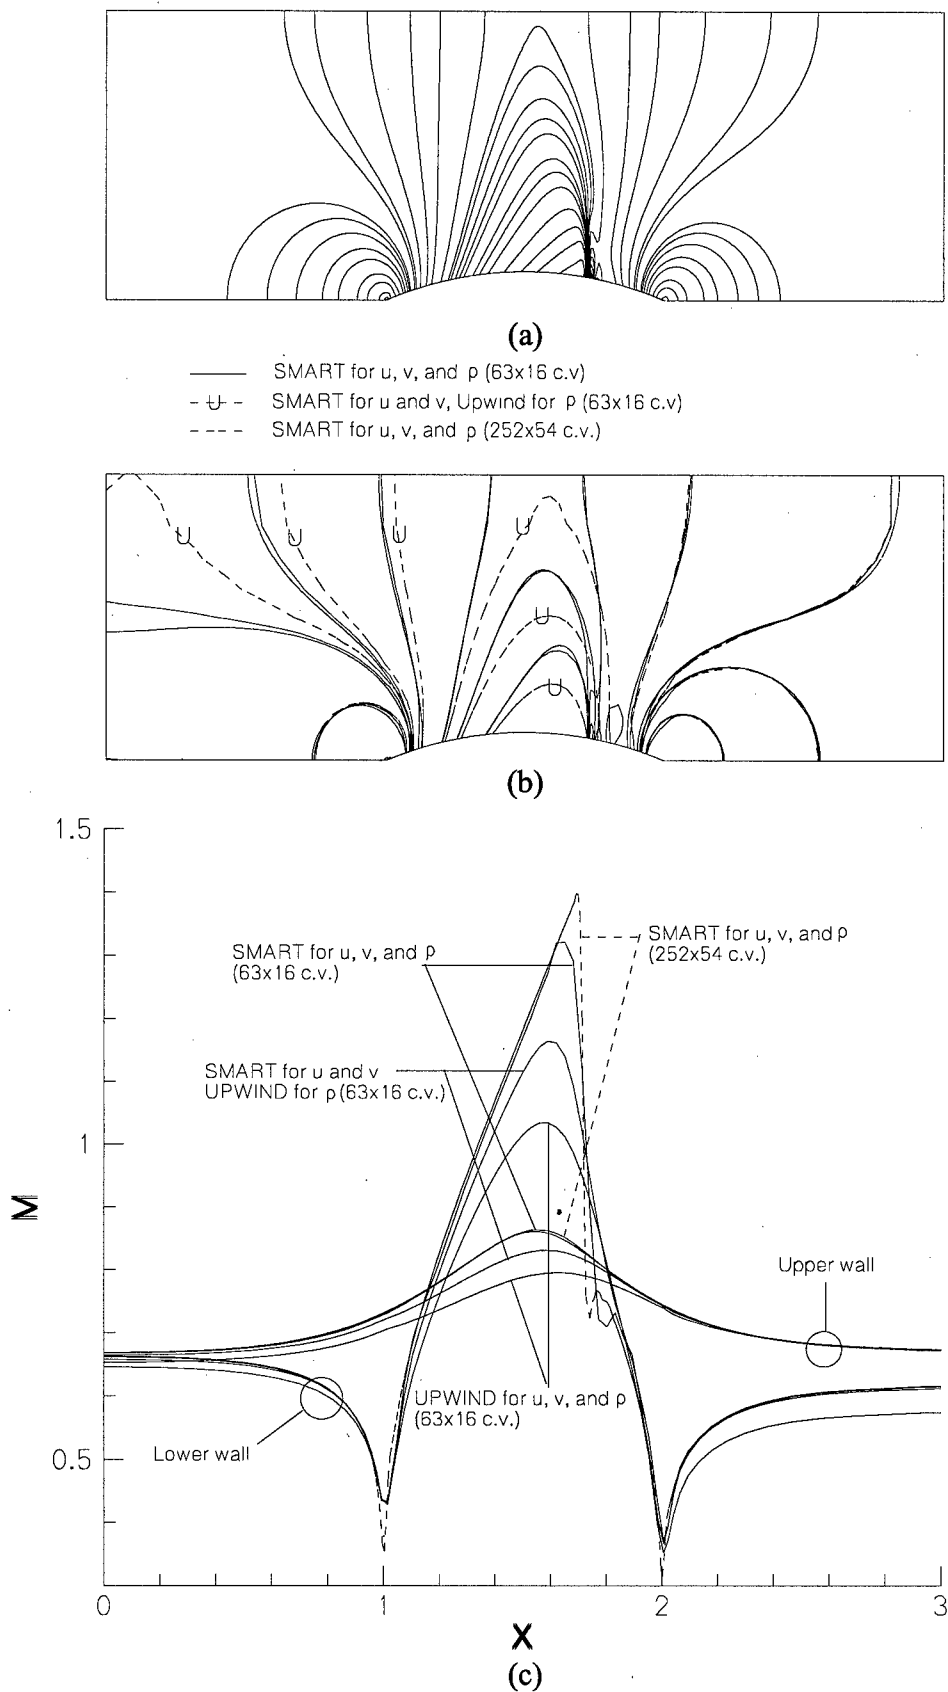 (a)
SMART for u, v, and p (63x16 c.v)
U SMART for u and v, Upwind for p (63x16 c.v)
SMART for u, v, and p (252x54 c.v.)
U
U
U
U
U
U
(b)
1.5
SMART for u, v, and p
(63x16 c.v.)
SMART for u, v, and p
(252x54 c.v.)
SMART for u and v
UPWIND for p (63x16 c.v.)
1
M
Upper wall
UPWIND for u, v, and p
(63x16 c.v.)
Lower wall
0.5
0 1 2 3
X
(c)